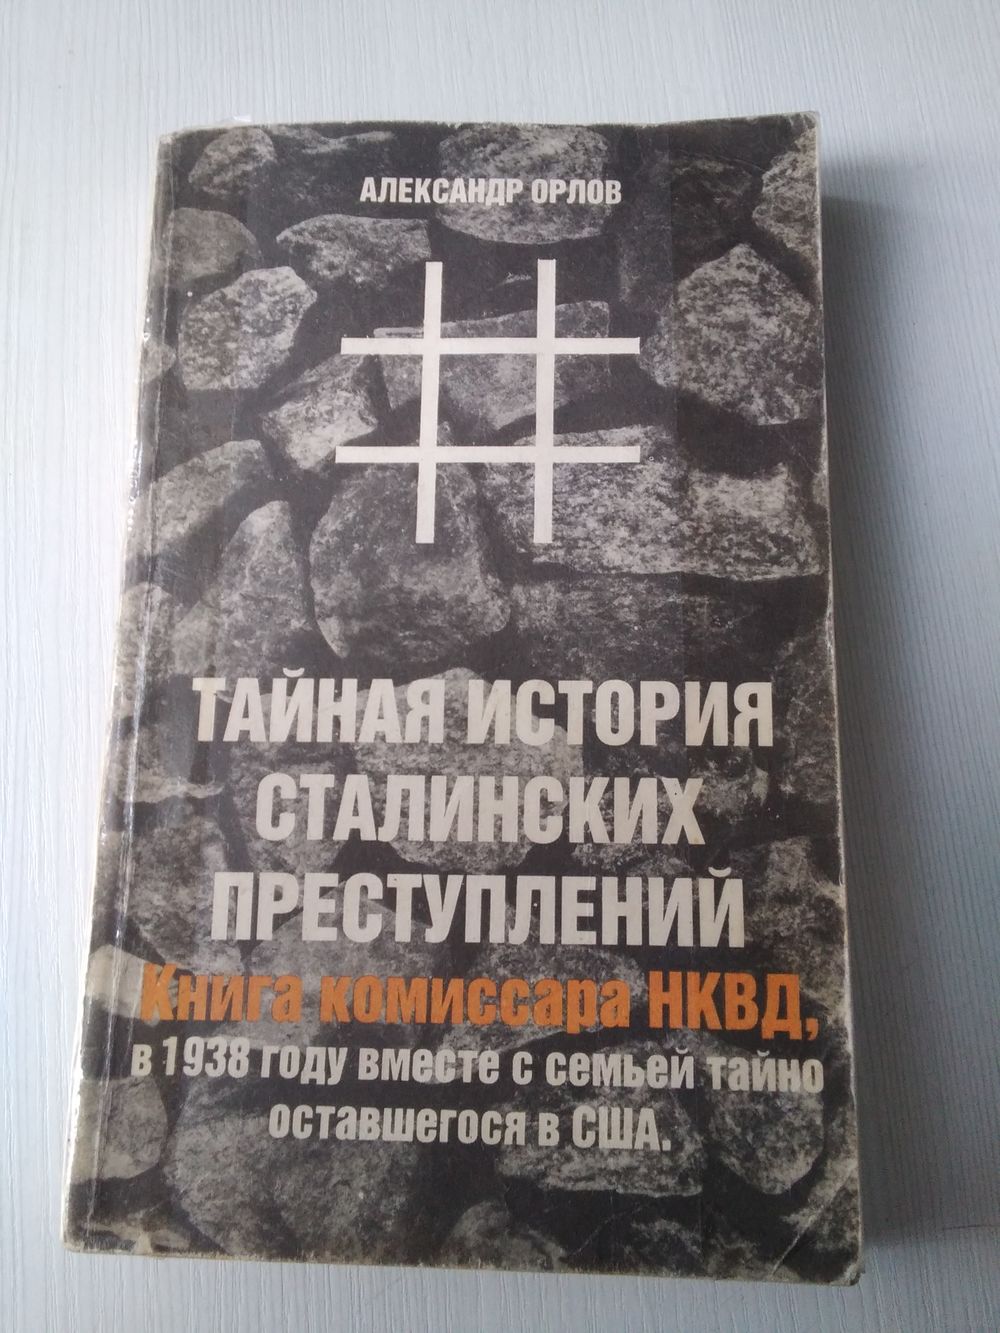 АЛЕКСАНДР ОРЛОВ
ТАЙНАЯ ИСТОРИЯ
СТАЛИНСКИХ
ПРЕСТУПЛЕНИЙ
Книга комиссара НКВД,
в 1938 году вместе с семьей тайно
оставшегося в США.